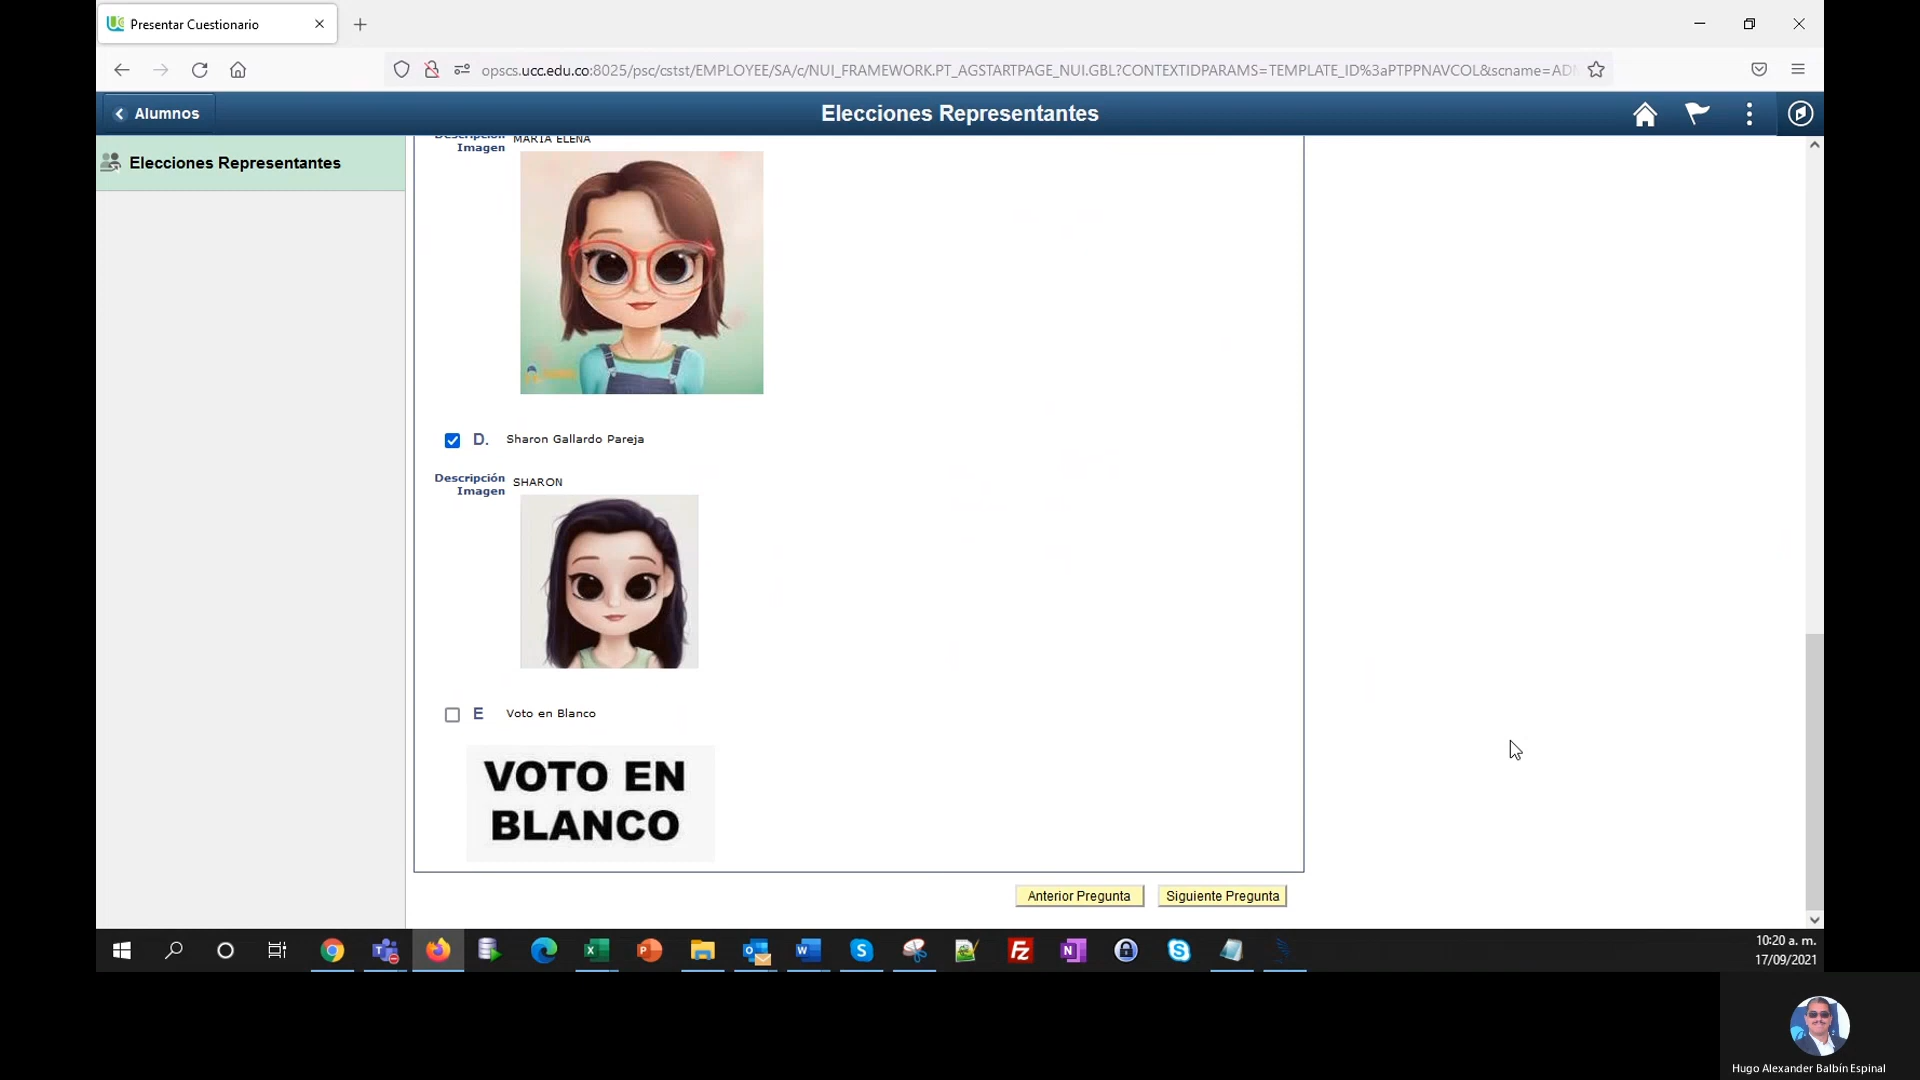 Presentar Cuestionario
opscs.ucc.edu.co:8025/psc/cstst/EMPLOYEE/SA/c/NUI_FRAMEWORK.PT_AGSTARTPAGE_NUI.GBL?CONTEXTIDPARAMS=TEMPLATE_ID%3aPTPPNAVCOL&scname=ADM
Alumnos
Elecciones Representantes
Elecciones Representantes
Descripción Imagen MARIA ELENA
D. Sharon Gallardo Pareja
Descripción Imagen SHARON
E Voto en Blanco
VOTO EN
BLANCO
Anterior Pregunta Siguiente Pregunta
10:20 a. m.
17/09/2021
Hugo Alexander Balbín Espinal